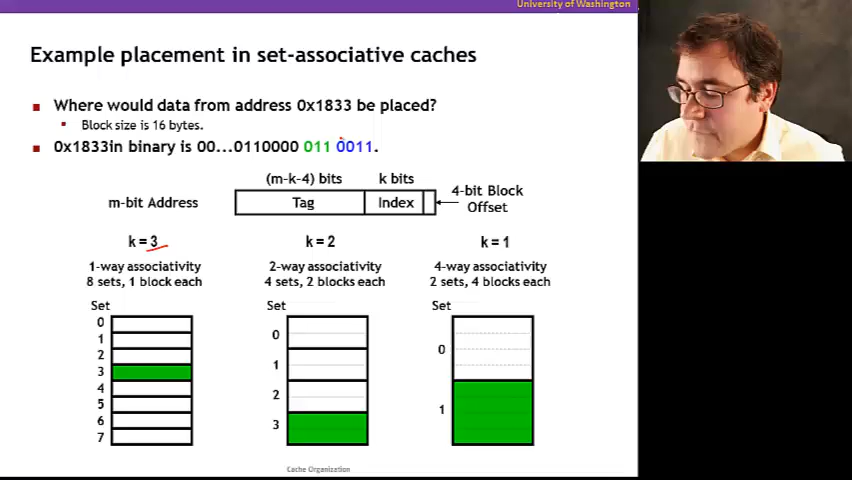 University of Washington
Example placement in set-associative caches
Where would data from address 0x1833 be placed?
Block size is 16 bytes.
0x1833in binary is 00...0110000 011 0011.
(m-k-4) bits k bits
m-bit Address Tag Index 4-bit Block Offset
k = 3 k = 2 k = 1
1-way associativity 2-way associativity 4-way associativity
8 sets, 1 block each 4 sets, 2 blocks each 2 sets, 4 blocks each
Set Set Set
0
1
2
3
4
5
6
7
0
1
2
3
0
1
Cache Organization